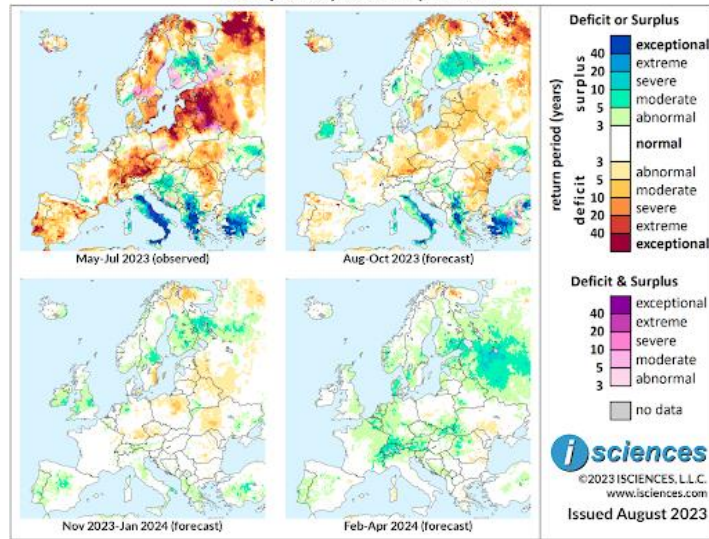 May-Jul 2023 (observed)
Aug-Oct 2023 (forecast)
Nov 2023-Jan 2024 (forecast)
Feb-Apr 2024 (forecast)
Deficit or Surplus
return period (years)
surplus
deficit
exceptional
40
extreme
20
severe
10
moderate
5
abnormal
3
normal
3
abnormal
5
moderate
10
severe
20
extreme
40
exceptional
Deficit & Surplus
exceptional
40
extreme
20
severe
10
moderate
5
abnormal
3
no data
i sciences
©2023 ISCIENCES, L.L.C.
www.isciences.com
Issued August 2023